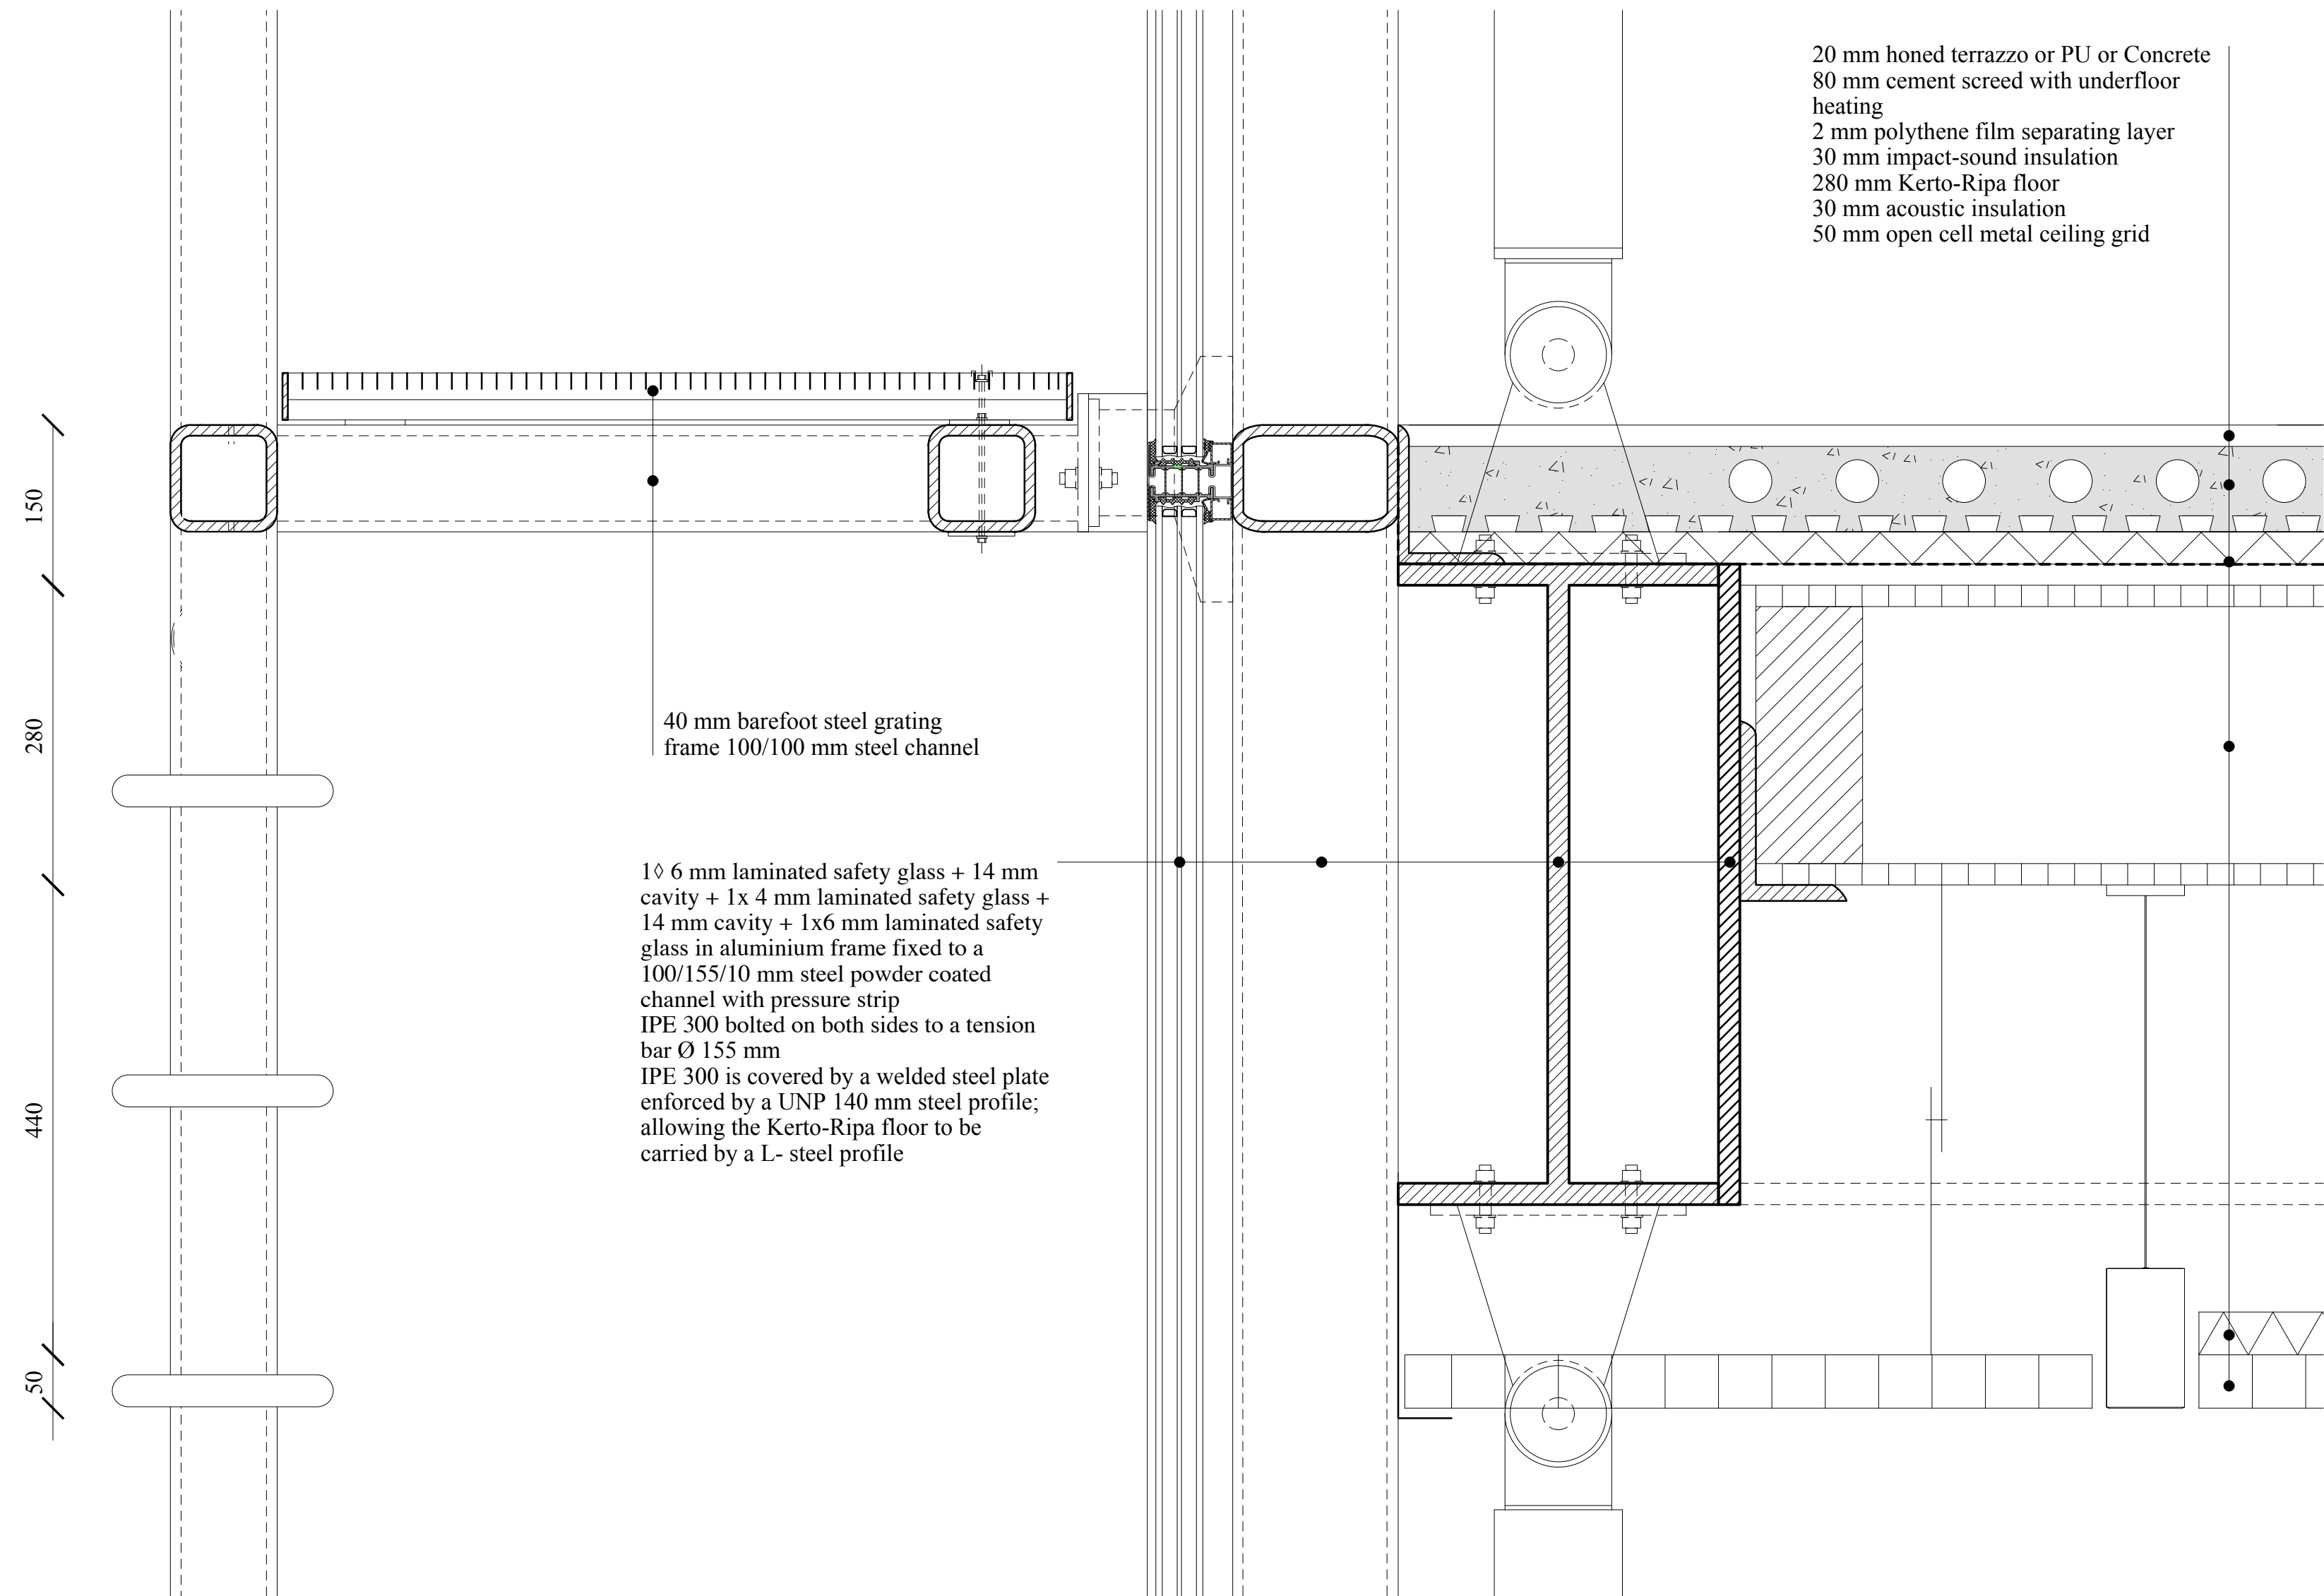 20 mm honed terrazzo or PU or Concrete
80 mm cement screed with underfloor
heating
2 mm polythene film separating layer
30 mm impact-sound insulation
280 mm Kerto-Ripa floor
30 mm acoustic insulation
50 mm open cell metal ceiling grid
150
280
440
50
40 mm barefoot steel grating
frame 100/100 mm steel channel
1◊ 6 mm laminated safety glass + 14 mm
cavity + 1x 4 mm laminated safety glass +
14 mm cavity + 1x6 mm laminated safety
glass in aluminium frame fixed to a
100/155/10 mm steel powder coated
channel with pressure strip
IPE 300 bolted on both sides to a tension
bar Ø 155 mm
IPE 300 is covered by a welded steel plate
enforced by a UNP 140 mm steel profile;
allowing the Kerto-Ripa floor to be
carried by a L- steel profile